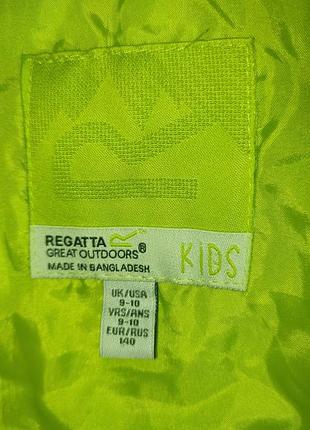 REGATTA
GREAT OUTDOORS®
MADE IN BANGLADESH
KIDS
UK/USA
9-10
YRS/ANS
9-10
EUR/RUS
140